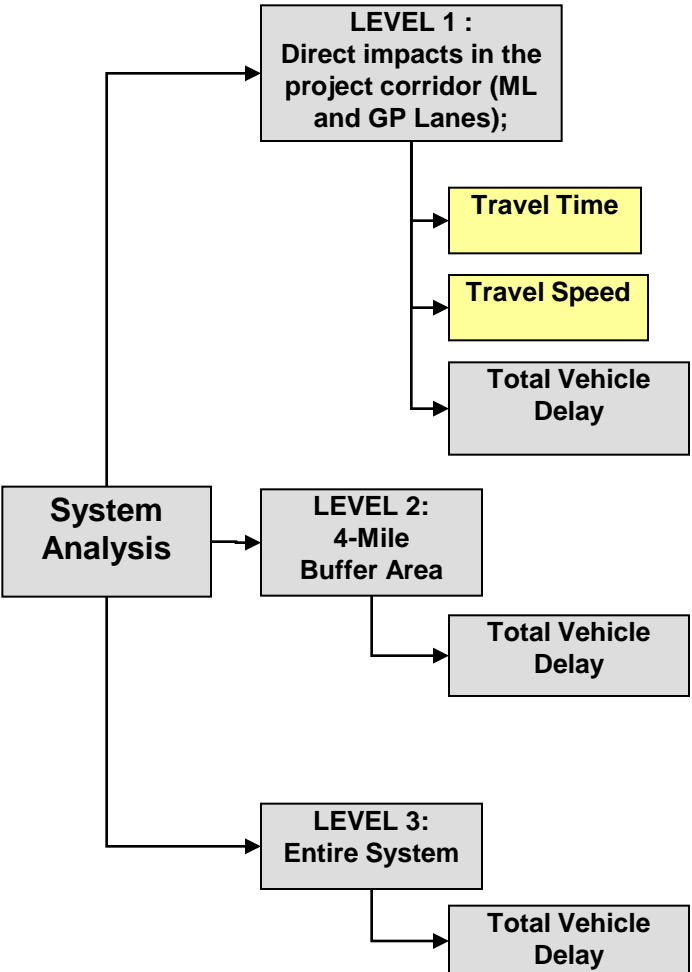 LEVEL 1 :
Direct impacts in the
project corridor (ML
and GP Lanes);
Travel Time
Travel Speed
Total Vehicle
Delay
System
Analysis
LEVEL 2:
4-Mile
Buffer Area
Total Vehicle
Delay
LEVEL 3:
Entire System
Total Vehicle
Delay